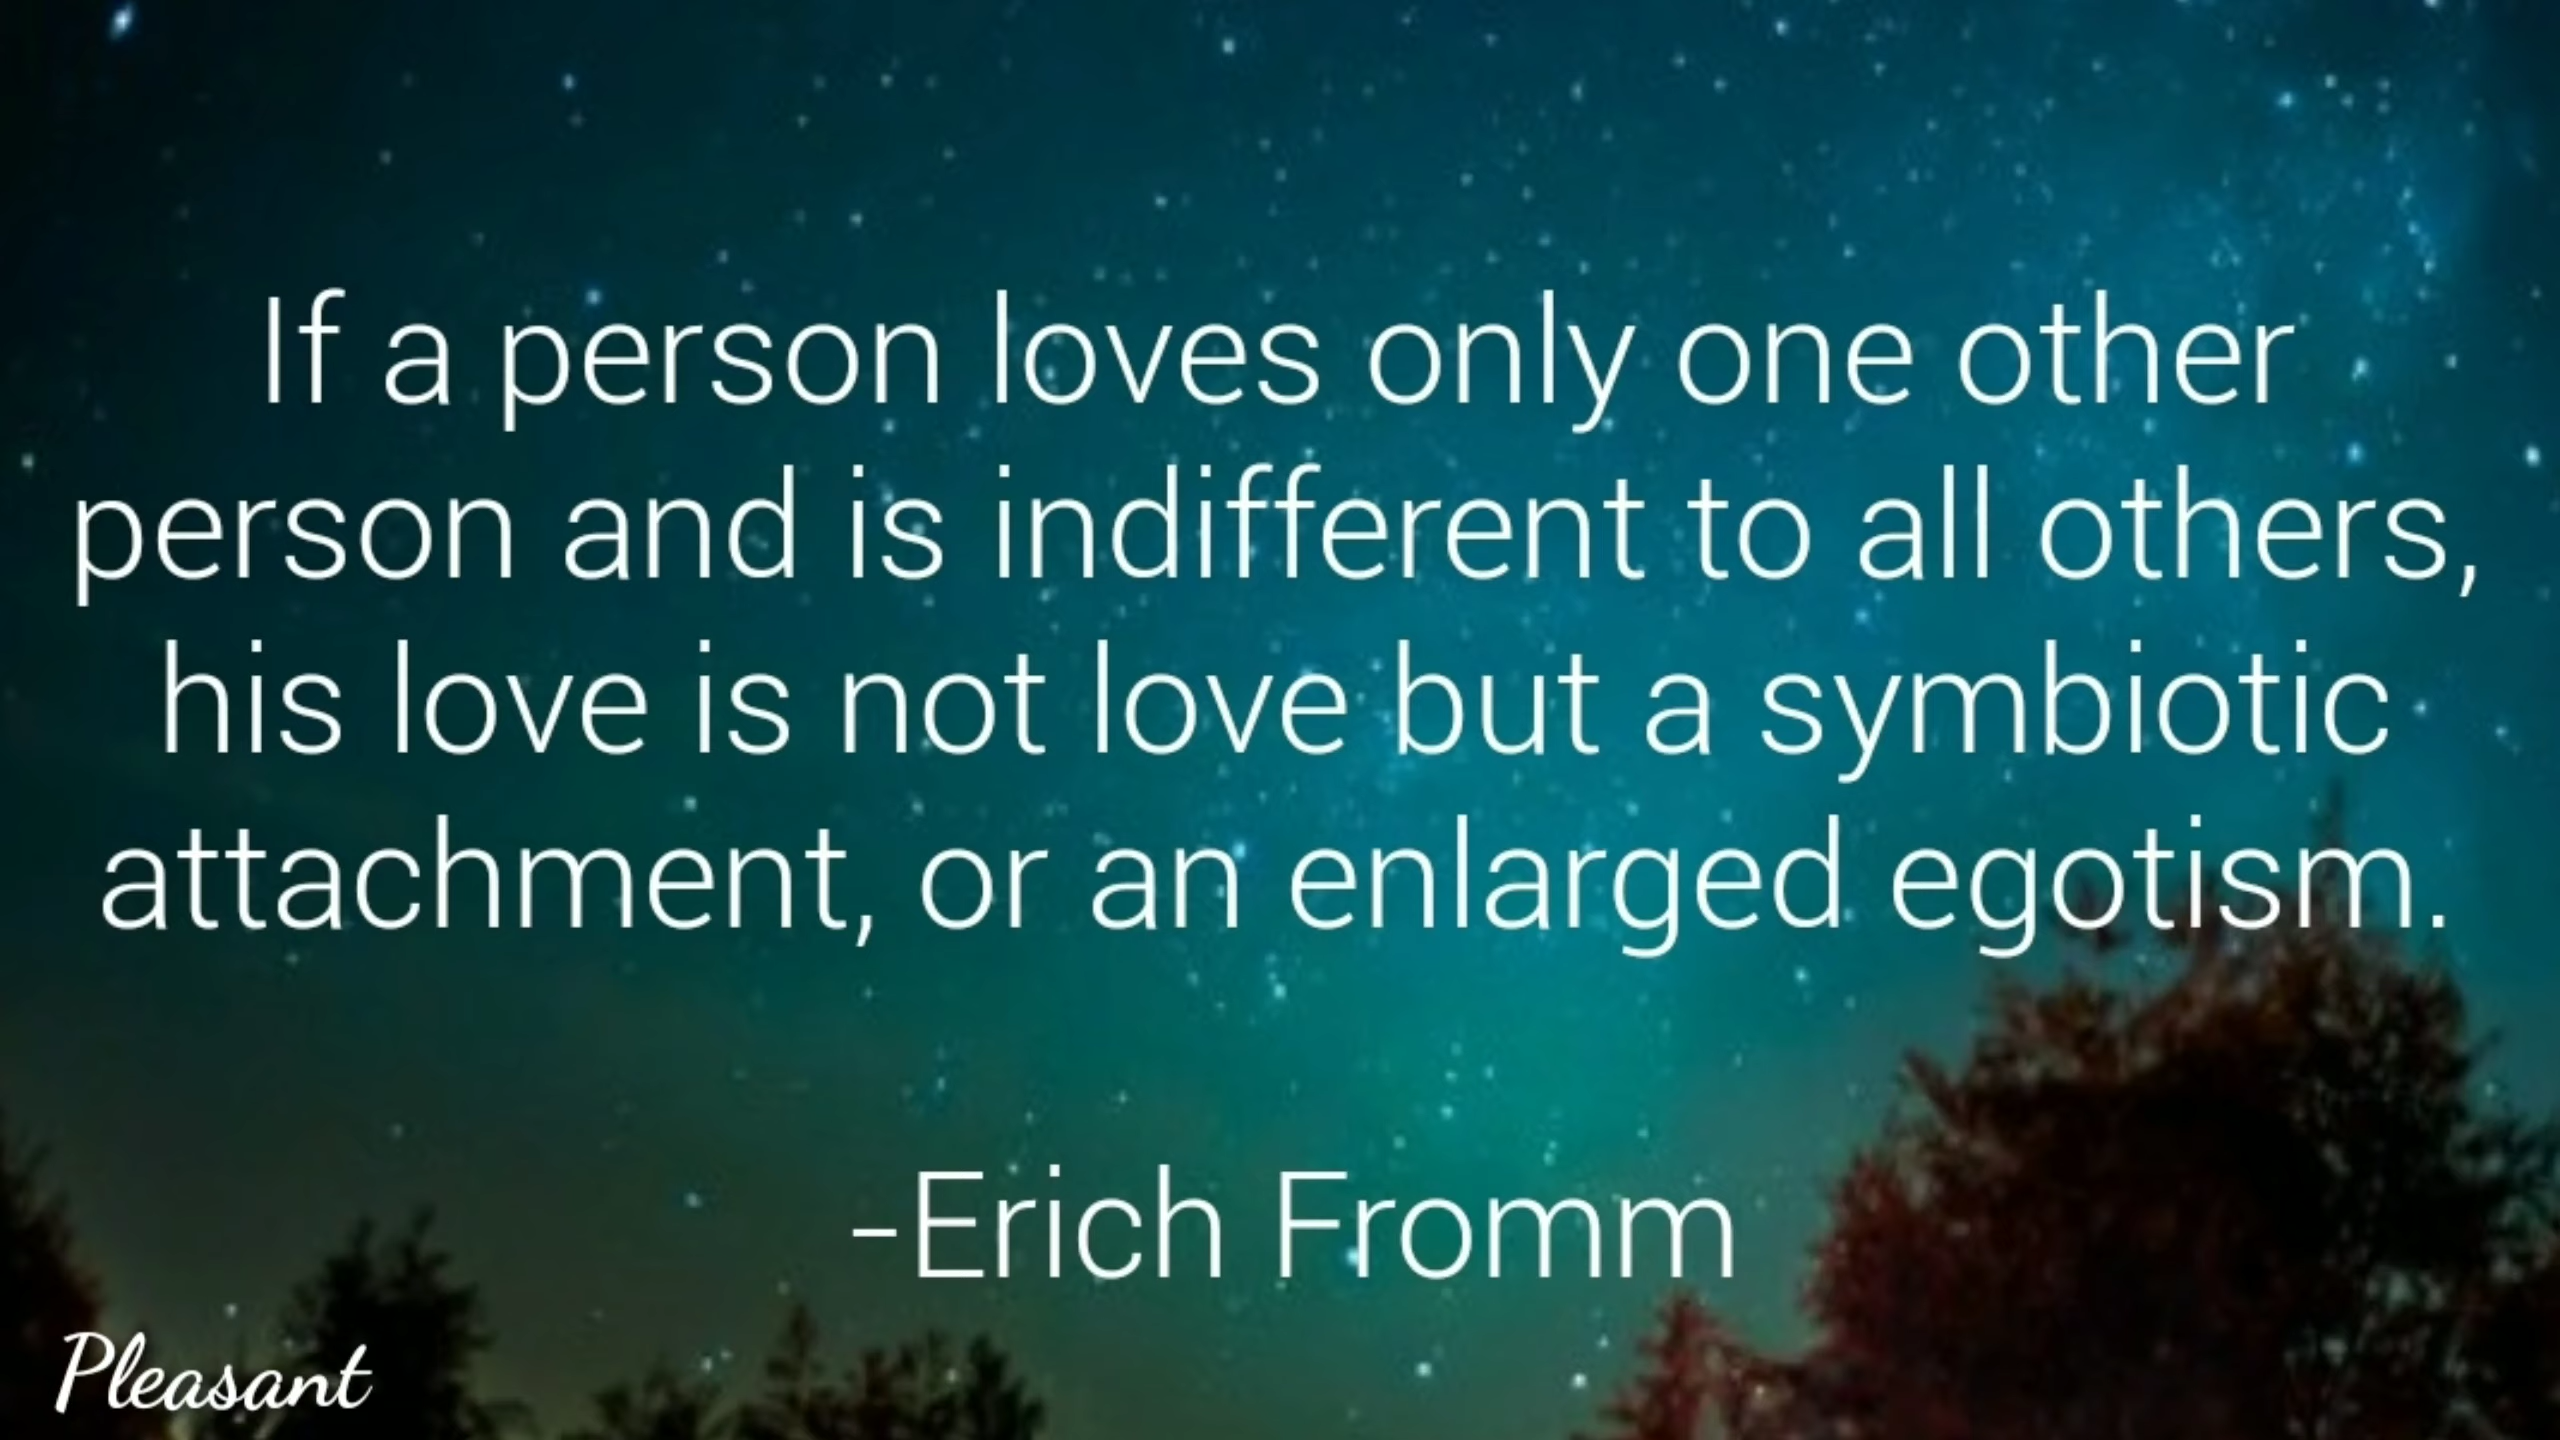 If a person loves only one other
person and is indifferent to all others,
his love is not love but a symbiotic
attachment, or an enlarged egotism.
-Erich Fromm
Pleasant